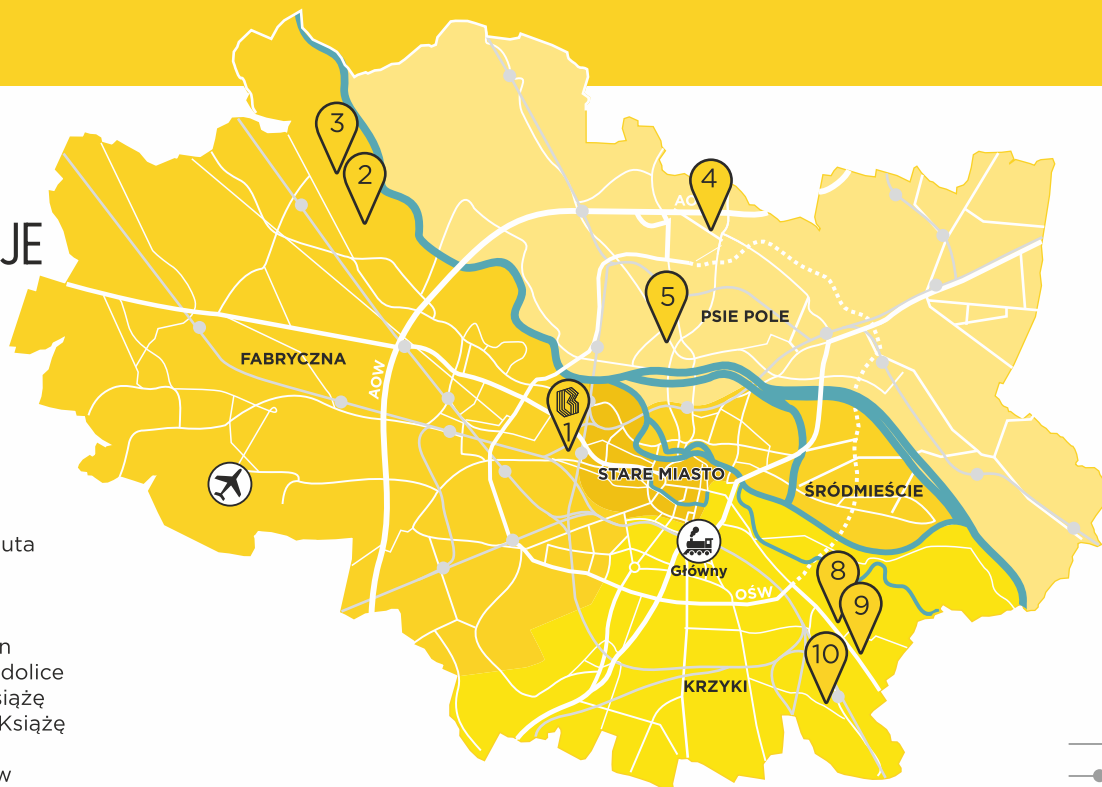 JE
uta
n
dolice
siążę
Książę
w
3
2
4
5
PSIE POLE
FABRYCZNA
AOW
1
STARE MIASTO
ŚRÓDMIEŚCIE
Główny
OŚW
8
9
10
KRZYKI